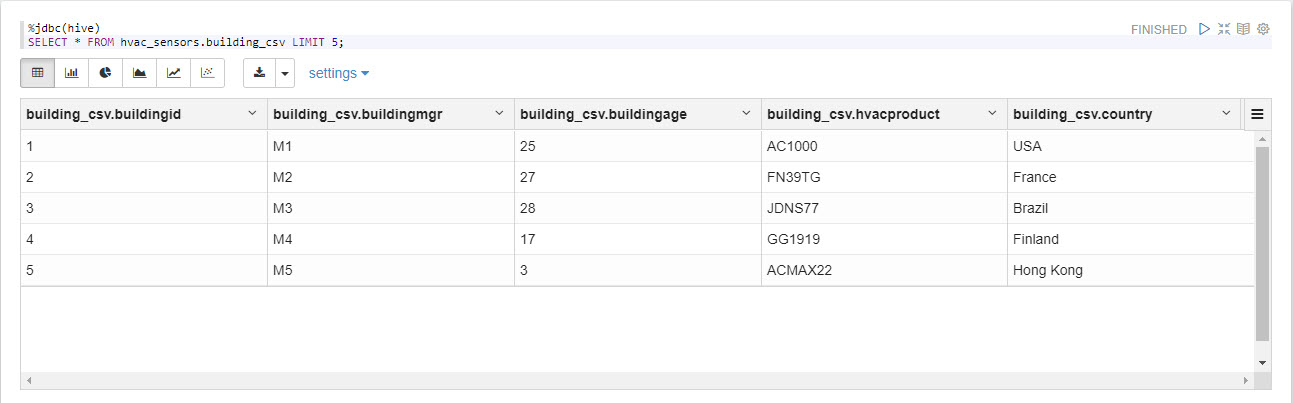 %jdbc(hive)
SELECT * FROM hvac_sensors.building_csv LIMIT 5;
FINISHED
settings
building_csv.buildingid building_csv.buildingmgr building_csv.buildingage building_csv.hvacproduct building_csv.country
1 M1 25 AC1000 USA
2 M2 27 FN39TG France
3 M3 28 JDNS77 Brazil
4 M4 17 GG1919 Finland
5 M5 3 ACMAX22 Hong Kong